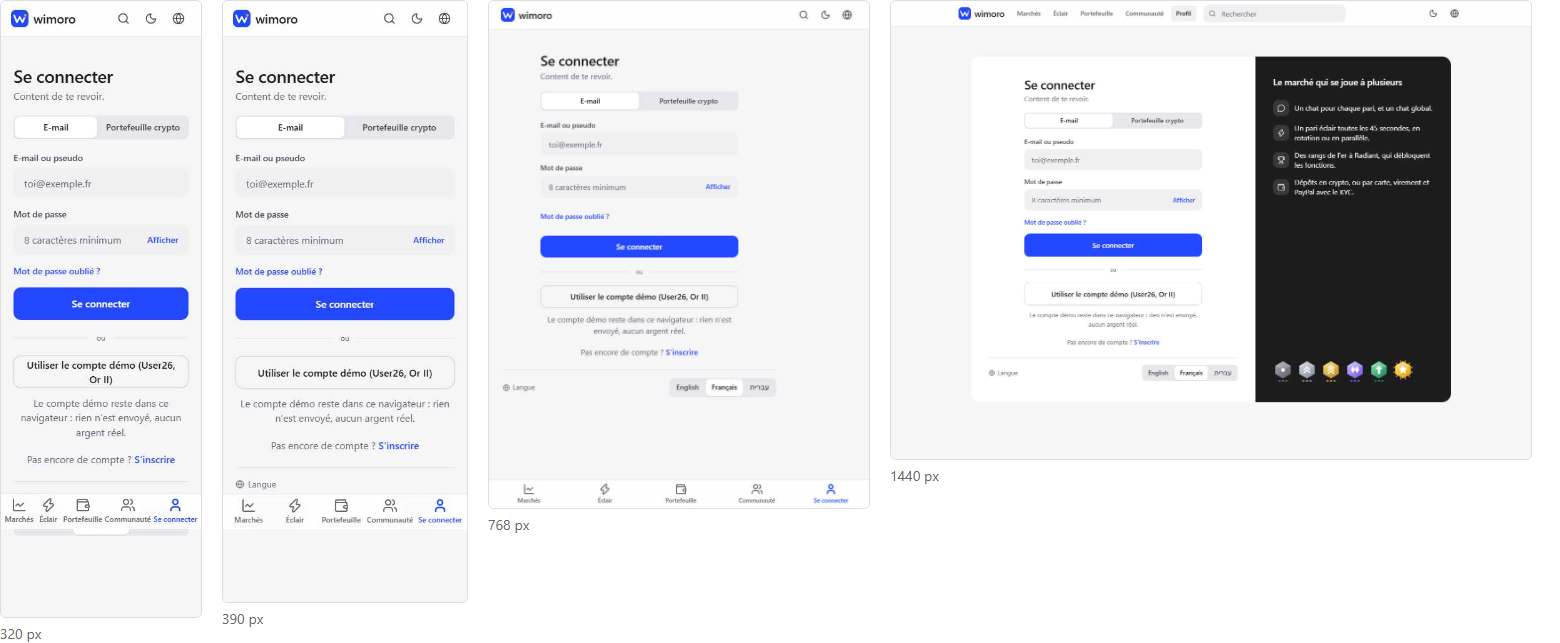 wimoro
Se connecter
Content de te revoir.
E-mail
Portefeuille crypto
E-mail ou pseudo
toi@exemple.fr
Mot de passe
8 caractères minimum
Afficher
Mot de passe oublié ?
Se connecter
ou
Utiliser le compte démo (User26,
Or II)
Le compte démo reste dans ce
navigateur : rien n'est envoyé, aucun
argent réel.
Pas encore de compte ? S'inscrire
Marchés
Éclair
Portefeuille
Communauté
Se connecter
320 px
wimoro
Se connecter
Content de te revoir.
E-mail
Portefeuille crypto
E-mail ou pseudo
toi@exemple.fr
Mot de passe
8 caractères minimum
Afficher
Mot de passe oublié ?
Se connecter
ou
Utiliser le compte démo (User26, Or II)
Le compte démo reste dans ce navigateur : rien
n'est envoyé, aucun argent réel.
Pas encore de compte ? S'inscrire
Langue
Marchés
Éclair
Portefeuille
Communauté
Se connecter
390 px
wimoro
Se connecter
Content de te revoir.
E-mail
Portefeuille crypto
E-mail ou pseudo
toi@exemple.fr
Mot de passe
8 caractères minimum
Afficher
Mot de passe oublié ?
Se connecter
ou
Utiliser le compte démo (User26, Or II)
Le compte démo reste dans ce navigateur : rien n'est
envoyé, aucun argent réel.
Pas encore de compte ? S'inscrire
Langue
English
Français
עברית
Marchés
Éclair
Portefeuille
Communauté
Se connecter
768 px
wimoro
Marchés
Éclair
Portefeuille
Communauté
Profil
Rechercher
Se connecter
Content de te revoir.
E-mail
Portefeuille crypto
E-mail ou pseudo
toi@exemple.fr
Mot de passe
8 caractères minimum
Afficher
Mot de passe oublié ?
Se connecter
ou
Utiliser le compte démo (User26, Or II)
Le compte démo reste dans ce navigateur : rien n'est envoyé,
aucun argent réel.
Pas encore de compte ? S'inscrire
Langue
English
Français
עברית
Le marché qui se joue à plusieurs
Un chat pour chaque pari, et un chat global.
Un pari éclair toutes les 45 secondes, en
rotation ou en parallèle.
Des rangs de Fer à Radiant, qui débloquent
les fonctions.
Dépôts en crypto, ou par carte, virement et
PayPal avec le KYC.
1440 px